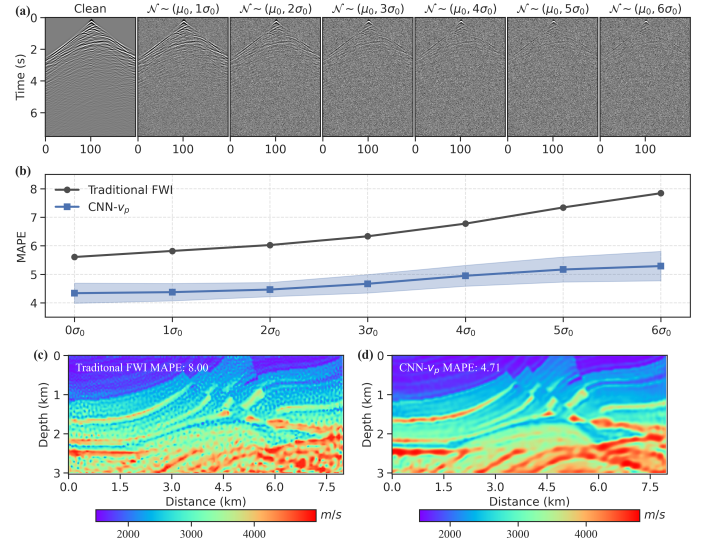 (a) Clean 𝒩 ~ (μ₀, 1σ₀) 𝒩 ~ (μ₀, 2σ₀) 𝒩 ~ (μ₀, 3σ₀) 𝒩 ~ (μ₀, 4σ₀) 𝒩 ~ (μ₀, 5σ₀) 𝒩 ~ (μ₀, 6σ₀)
0
2
4
6
Time (s)
0 100 0 100 0 100 0 100 0 100 0 100 0 100
(b)
8
7
6
5
4
MAPE
Traditional FWI
CNN-vₚ
0σ₀ 1σ₀ 2σ₀ 3σ₀ 4σ₀ 5σ₀ 6σ₀
(c)
Traditonal FWI MAPE: 8.00
0
1
2
3
Depth (km)
0.0 1.5 3.0 4.5 6.0 7.5
Distance (km)
m/s
2000 3000 4000
(d)
CNN-vₚ MAPE: 4.71
0
1
2
3
Depth (km)
0.0 1.5 3.0 4.5 6.0 7.5
Distance (km)
m/s
2000 3000 4000